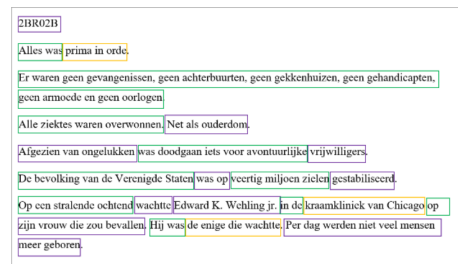 2BR02B
Alles was prima in orde.
Er waren geen gevangenissen, geen achterbuurten, geen gekkenhuizen, geen gehandicapten,
geen armoede en geen oorlogen.
Alle ziektes waren overwonnen. Net als ouderdom.
Afgezien van ongelukken was doodgaan iets voor avontuurlijke vrijwilligers.
De bevolking van de Verenigde Staten was op veertig miljoen zielen gestabiliseerd.
Op een stralende ochtend wachtte Edward K. Wehling jr. in de kraamkliniek van Chicago op
zijn vrouw die zou bevallen. Hij was de enige die wachtte. Per dag werden niet veel mensen
meer geboren.